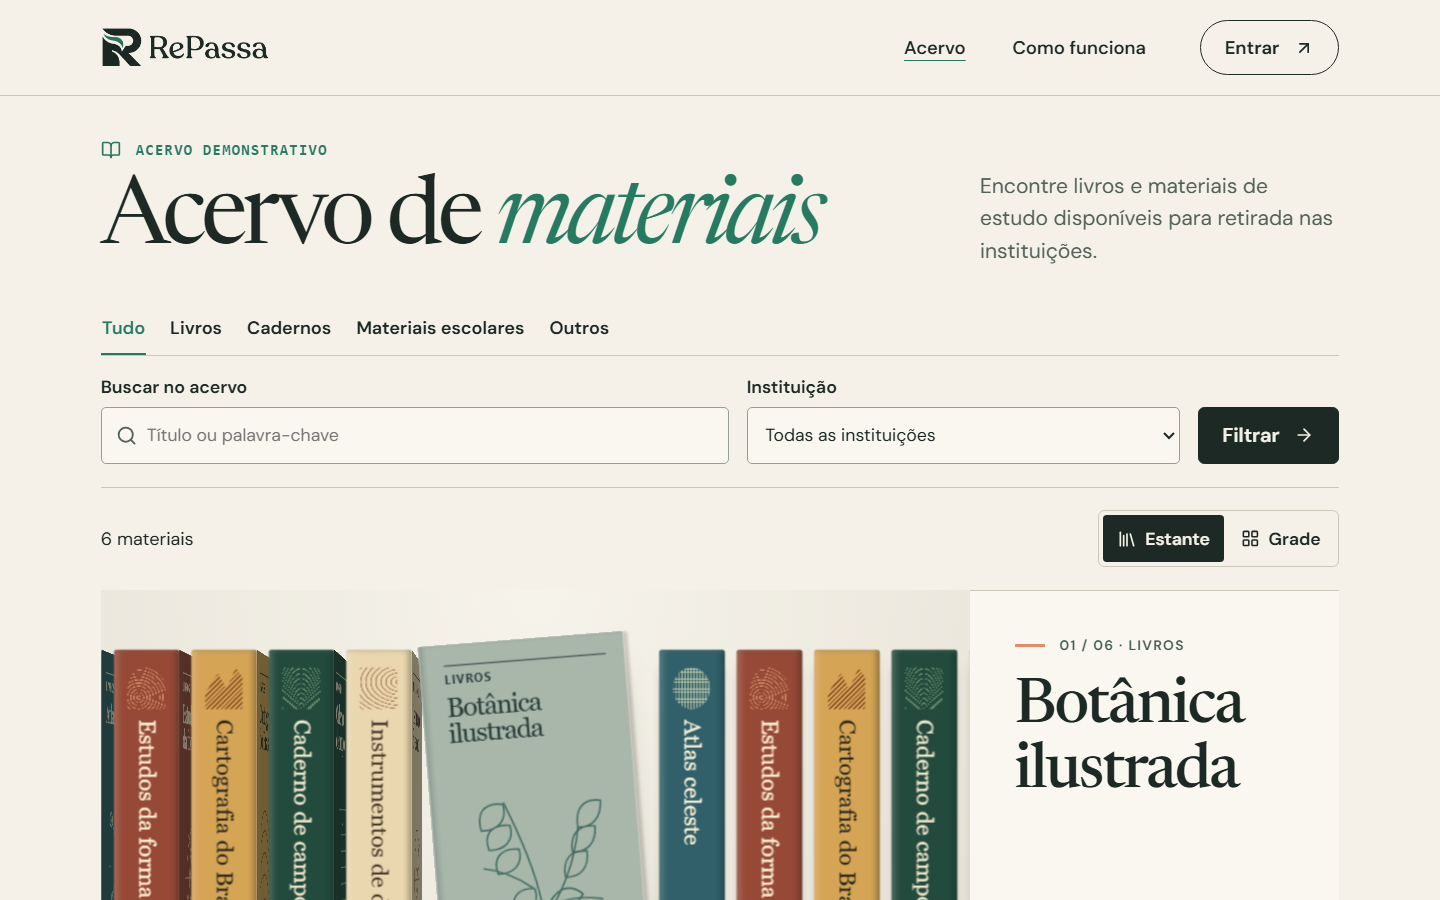 RePassa
Acervo
Como funciona
Entrar
ACERVO DEMONSTRATIVO
Acervo de materiais
Encontre livros e materiais de
estudo disponíveis para retirada nas
instituições.
Tudo
Livros
Cadernos
Materiais escolares
Outros
Buscar no acervo
Título ou palavra-chave
Instituição
Todas as instituições
Filtrar
6 materiais
Estante
Grade
Estudos da forma
Cartografia do Bra
Caderno de campo
Instrumentos de d
LIVROS
Botânica
ilustrada
Atlas celeste
Estudos da forma
Cartografia do Bra
Caderno de campo
01 / 06 · LIVROS
Botânica
ilustrada